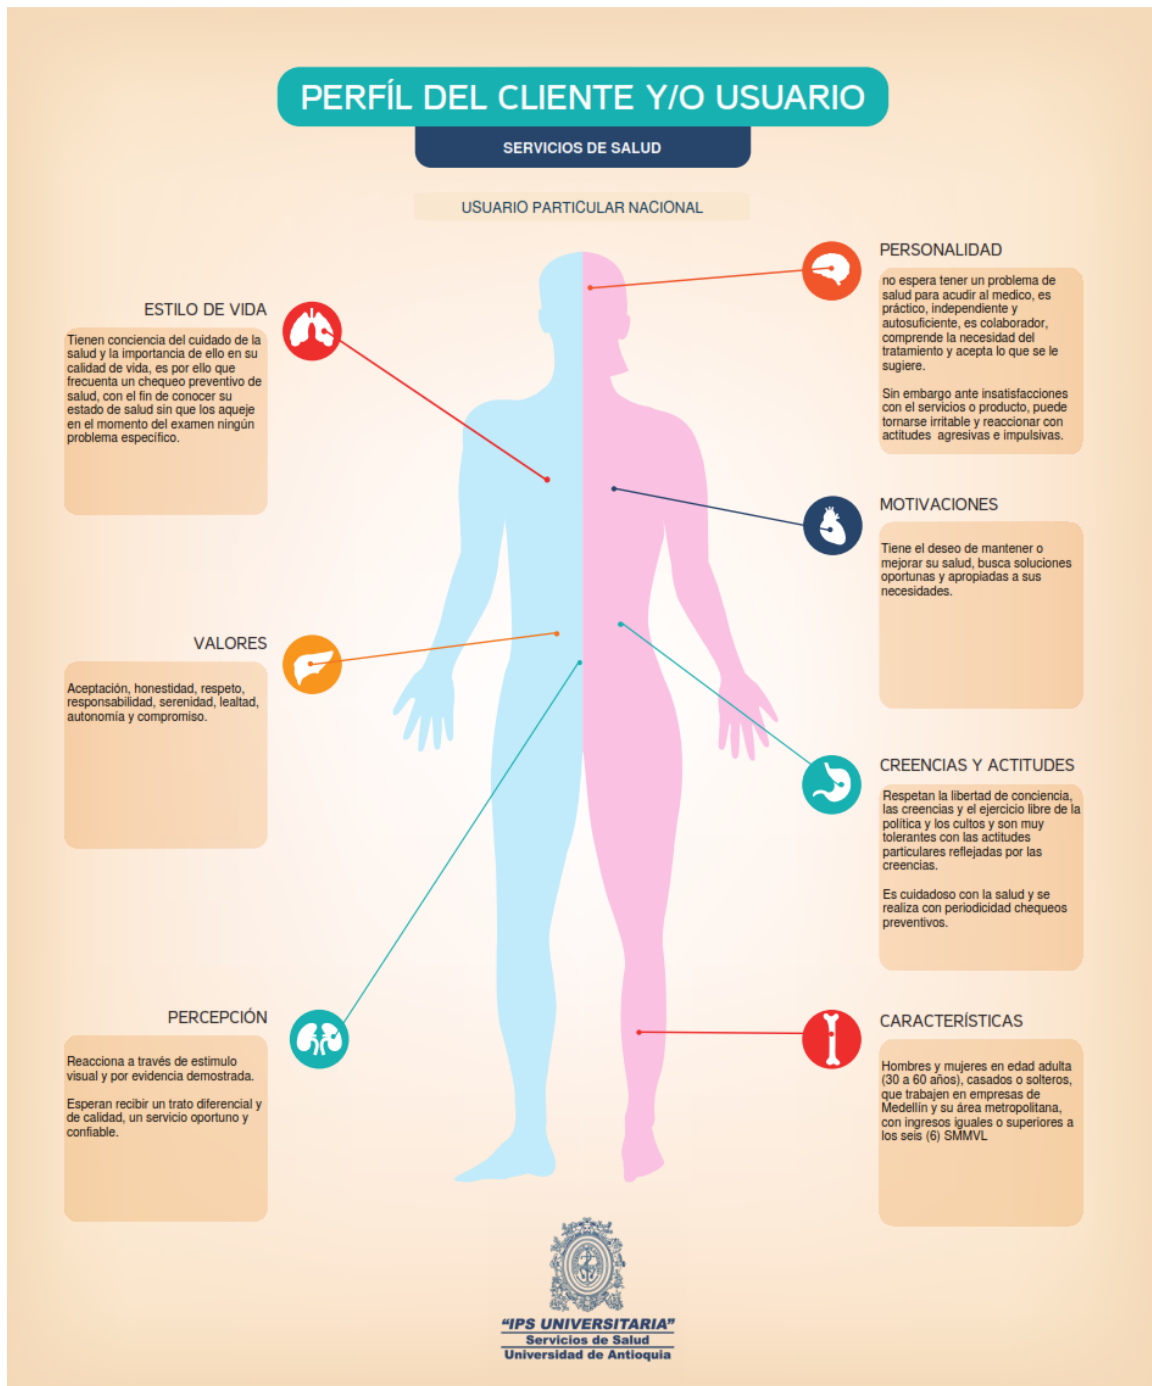 PERFÍL DEL CLIENTE Y/O USUARIO
SERVICIOS DE SALUD
USUARIO PARTICULAR NACIONAL
ESTILO DE VIDA
Tienen conciencia del cuidado de la
salud y la importancia de ello en su
calidad de vida, es por ello que
frecuenta un chequeo preventivo de
salud, con el fin de conocer su
estado de salud sin que los aqueje
en el momento del examen ningún
problema específico.
VALORES
Aceptación, honestidad, respeto,
responsabilidad, serenidad, lealtad,
autonomía y compromiso.
PERCEPCIÓN
Reacciona a través de estimulo
visual y por evidencia demostrada.
Esperan recibir un trato diferencial y
de calidad, un servicio oportuno y
confiable.
PERSONALIDAD
no espera tener un problema de
salud para acudir al medico, es
práctico, independiente y
autosuficiente, es colaborador,
comprende la necesidad del
tratamiento y acepta lo que se le
sugiere.
Sin embargo ante insatisfacciones
con el servicios o producto, puede
tornarse irritable y reaccionar con
actitudes agresivas e impulsivas.
MOTIVACIONES
Tiene el deseo de mantener o
mejorar su salud, busca soluciones
oportunas y apropiadas a sus
necesidades.
CREENCIAS Y ACTITUDES
Respetan la libertad de conciencia,
las creencias y el ejercicio libre de la
política y los cultos y son muy
tolerantes con las actitudes
particulares reflejadas por las
creencias.
Es cuidadoso con la salud y se
realiza con periodicidad chequeos
preventivos.
CARACTERÍSTICAS
Hombres y mujeres en edad adulta
(30 a 60 años), casados o solteros,
que trabajen en empresas de
Medellín y su área metropolitana,
con ingresos iguales o superiores a
los seis (6) SMMVL
“IPS UNIVERSITARIA”
Servicios de Salud
Universidad de Antioquia